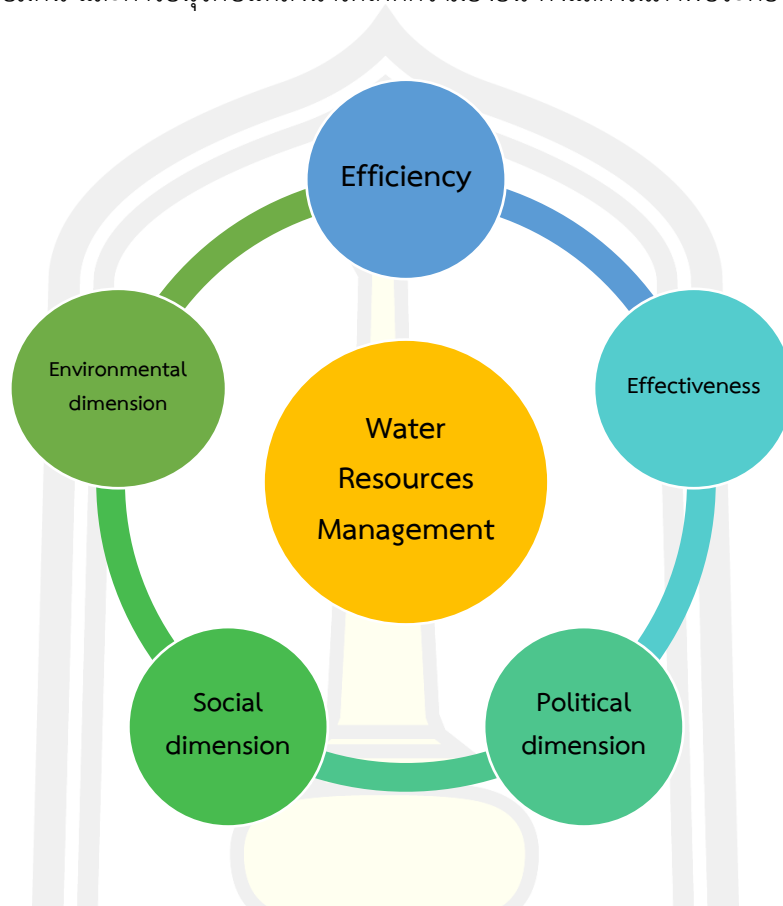 Efficiency
Environmental
dimension
Effectiveness
Water
Resources
Management
Social
dimension
Political
dimension